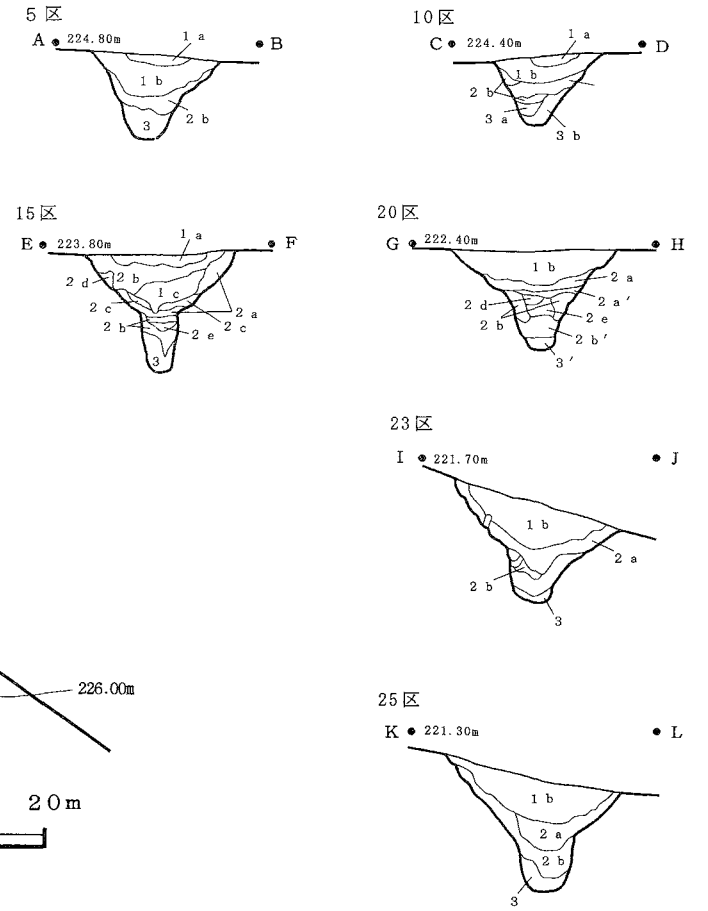 5区
A 224.80m B
1 a
1 b
2 b
3
10区
C 224.40m D
1 a
1 b
2 b
3 a
3 b
15区
E 223.80m F
1 a
2 d
2 b
1 c
2 c
2 a
2 b
2 e
2 c
3
20区
G 222.40m H
1 b
2 a
2 d
2 a′
2 b
2 e
2 b′
3′
23区
I 221.70m J
1 b
2 a
2 b
3
226.00m
20m
25区
K 221.30m L
1 b
2 a
2 b
3